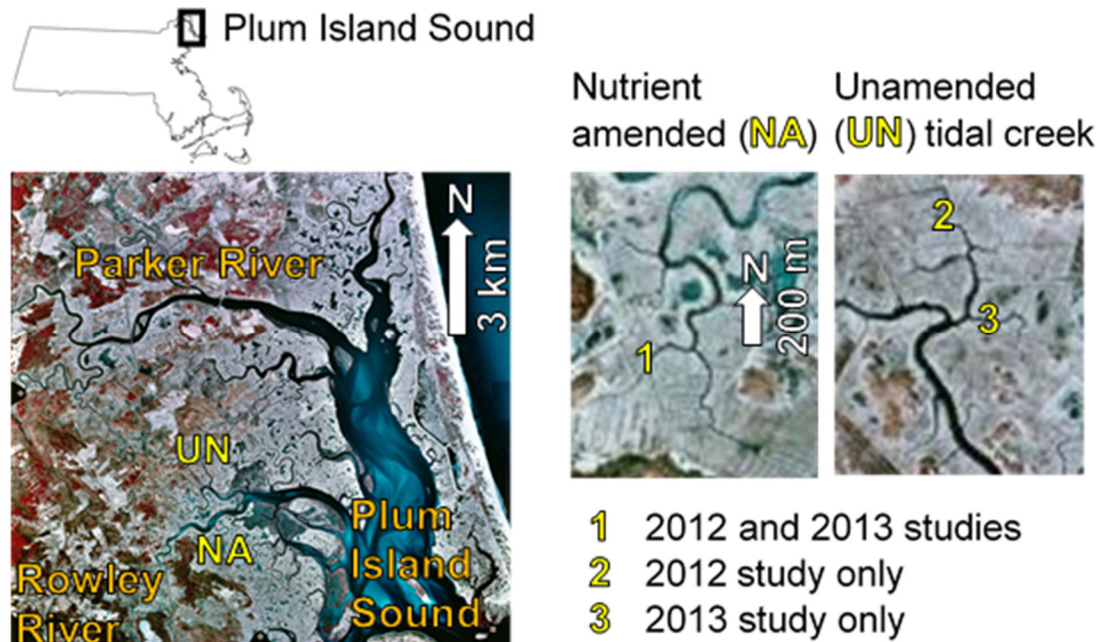 Plum Island Sound
Nutrient
amended (NA)
Unamended
(UN) tidal creek
N
3 km
Parker River
UN
NA
Plum
Island
Sound
Rowley
River
N
200 m
1
2
3
1 2012 and 2013 studies
2 2012 study only
3 2013 study only